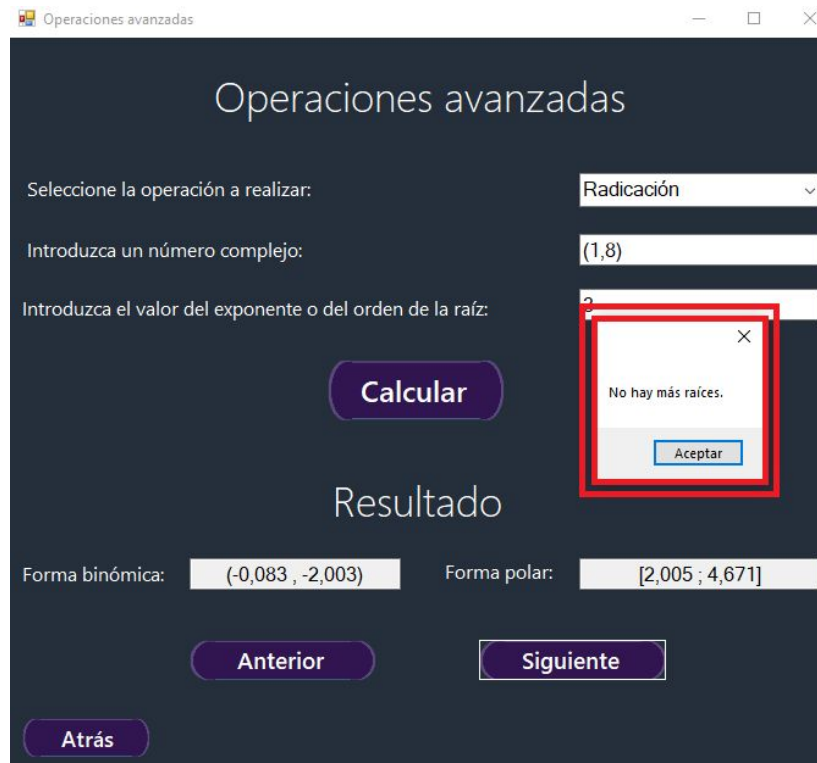 Operaciones avanzadas
Operaciones avanzadas
Seleccione la operación a realizar: Radicación
Introduzca un número complejo: (1,8)
Introduzca el valor del exponente o del orden de la raíz:
Calcular
No hay más raíces.
Aceptar
Resultado
Forma binómica: (-0,083 , -2,003) Forma polar: [2,005 ; 4,671]
Anterior Siguiente
Atrás